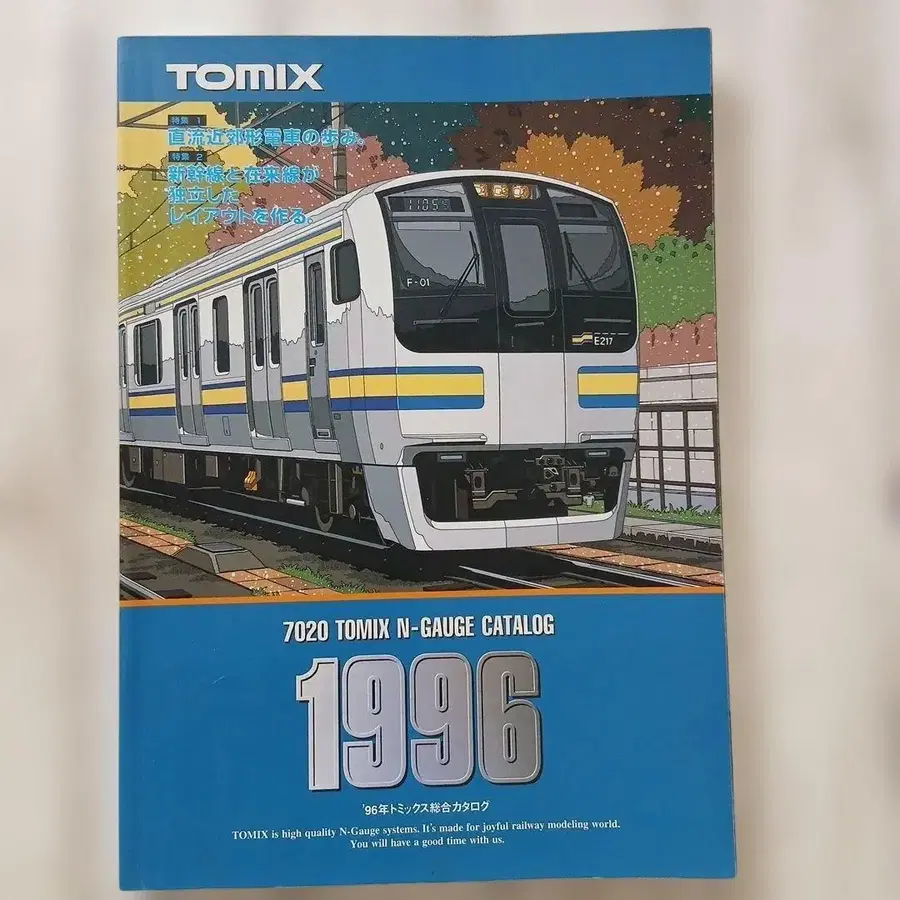 TOMIX
特集 1
直流近郊形電車の歩み。
特集 2
新幹線と在来線が
独立した
レイアウトを作る。
F-01
E217
7020 TOMIX N-GAUGE CATALOG
1996
'96年トミックス総合カタログ
TOMIX is high quality N-Gauge systems. It's made for joyful railway modeling world.
You will have a good time with us.